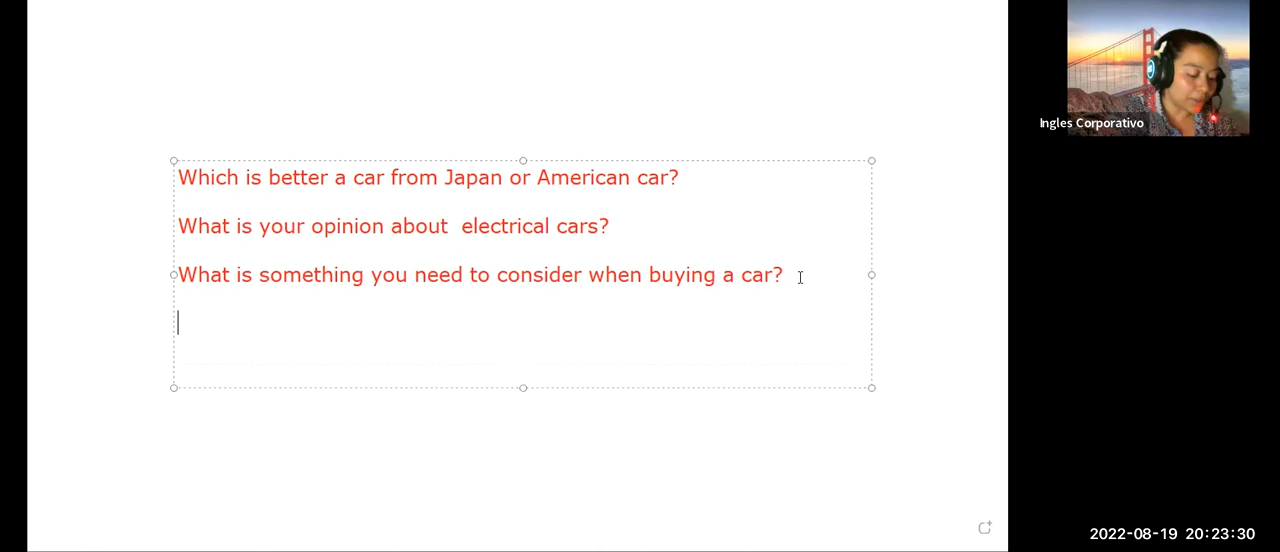 Which is better a car from Japan or American car?
What is your opinion about  electrical cars?
What is something you need to consider when buying a car?
Ingles Corporativo
2022-08-19 20:23:30